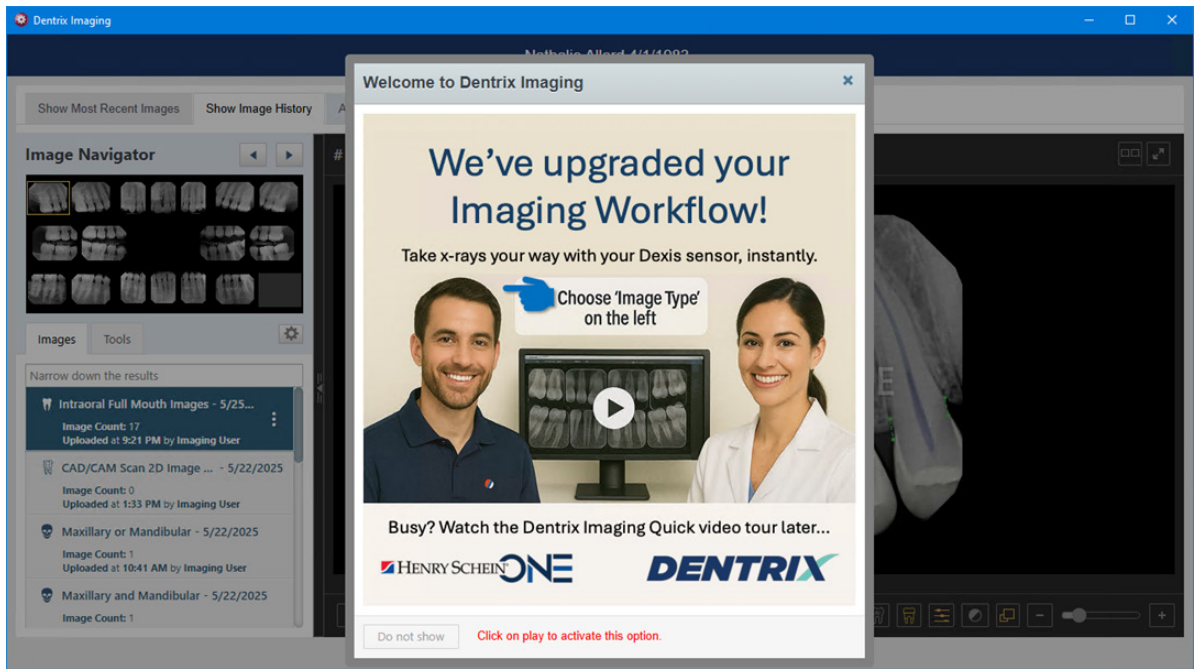 Dentrix Imaging
Nathalie Allard 4/1/1983
Show Most Recent Images
Show Image History
A
Image Navigator
#
Images
Tools
Narrow down the results
Intraoral Full Mouth Images - 5/25...
Image Count: 17
Uploaded at 9:21 PM by Imaging User
CAD/CAM Scan 2D Image ... - 5/22/2025
Image Count: 0
Uploaded at 1:33 PM by Imaging User
Maxillary or Mandibular - 5/22/2025
Image Count: 1
Uploaded at 10:41 AM by Imaging User
Maxillary and Mandibular - 5/22/2025
Image Count: 1
Welcome to Dentrix Imaging
We've upgraded your
Imaging Workflow!
Take x-rays your way with your Dexis sensor, instantly.
Choose 'Image Type'
on the left
Busy? Watch the Dentrix Imaging Quick video tour later...
HENRY SCHEIN ONE
DENTRIX
Do not show
Click on play to activate this option.